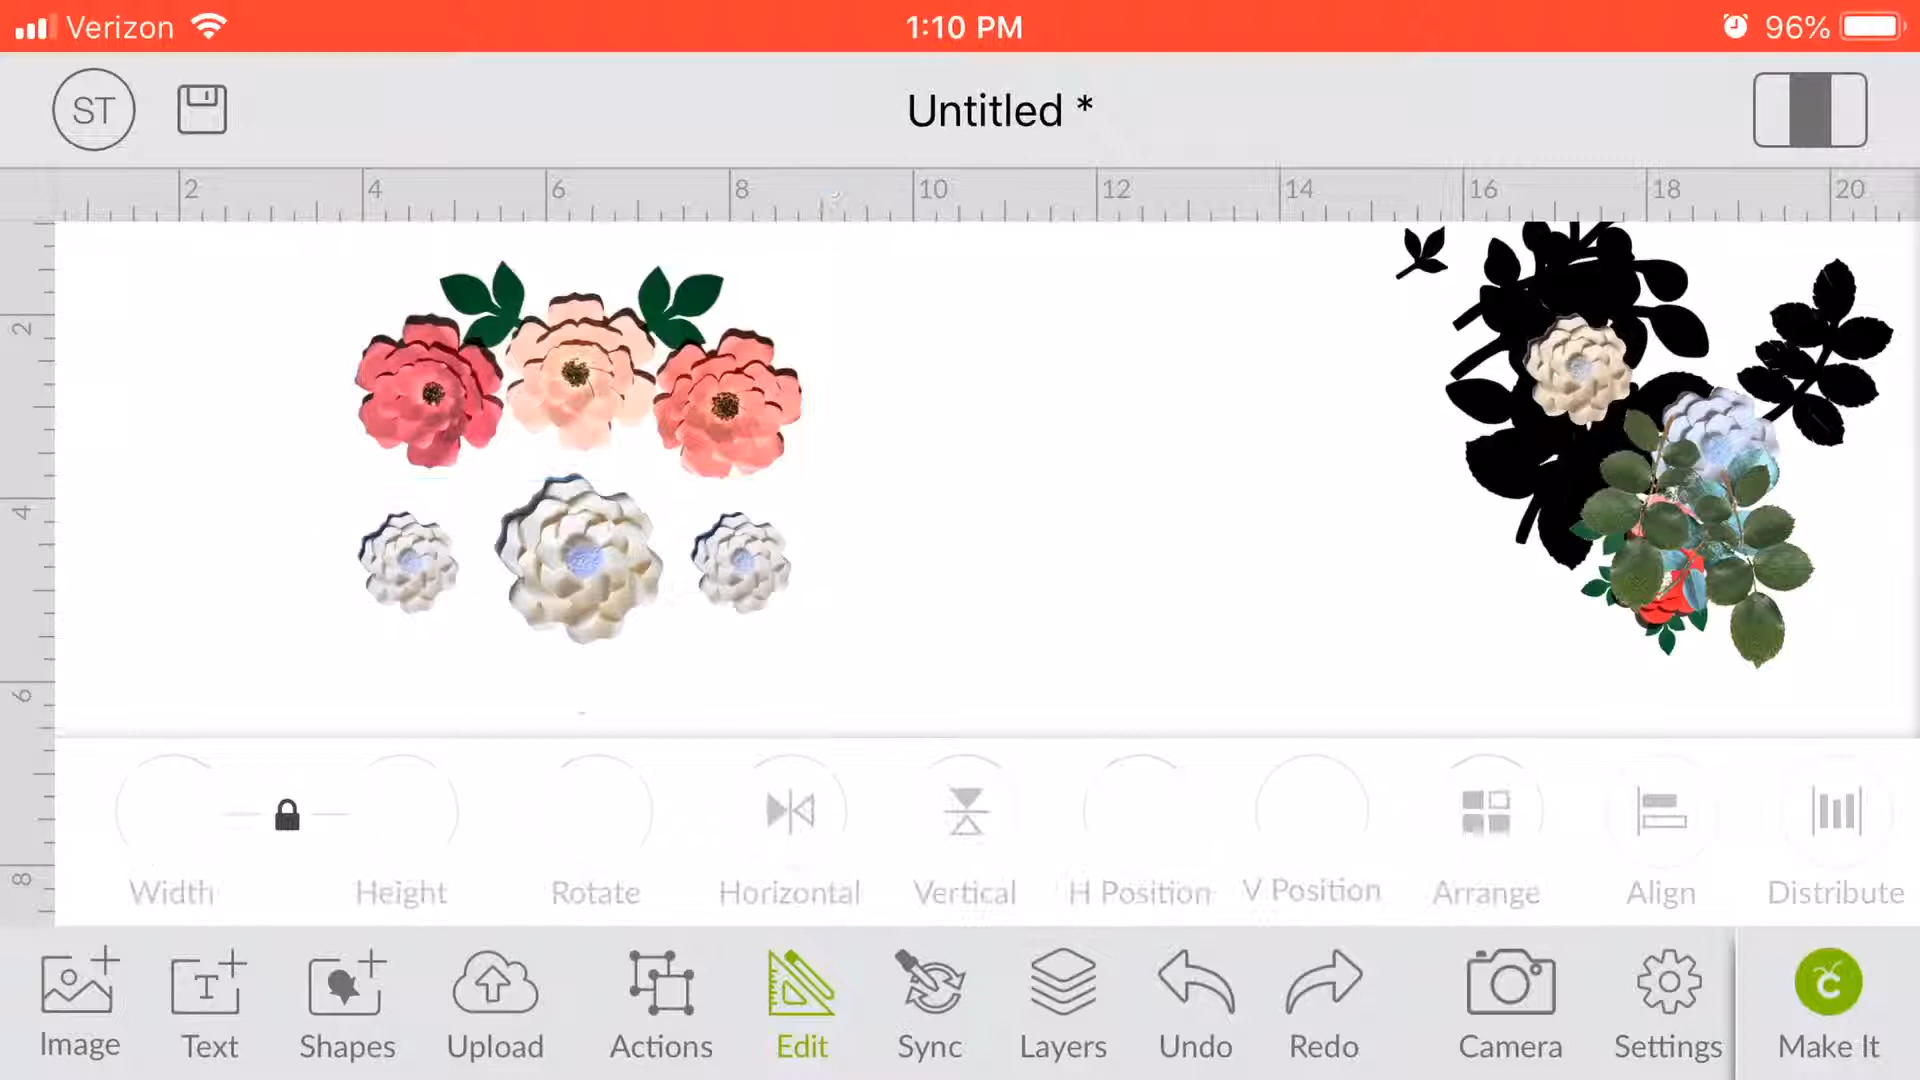 Verizon 1:10 PM 96%
ST Untitled *
2 4 6 8 10 12 14 16 18 20
2
4
6
8
Width Height Rotate Horizontal Vertical H Position V Position Arrange Align Distribute
T
Image Text Shapes Upload Actions Edit Sync Layers Undo Redo Camera Settings Make It